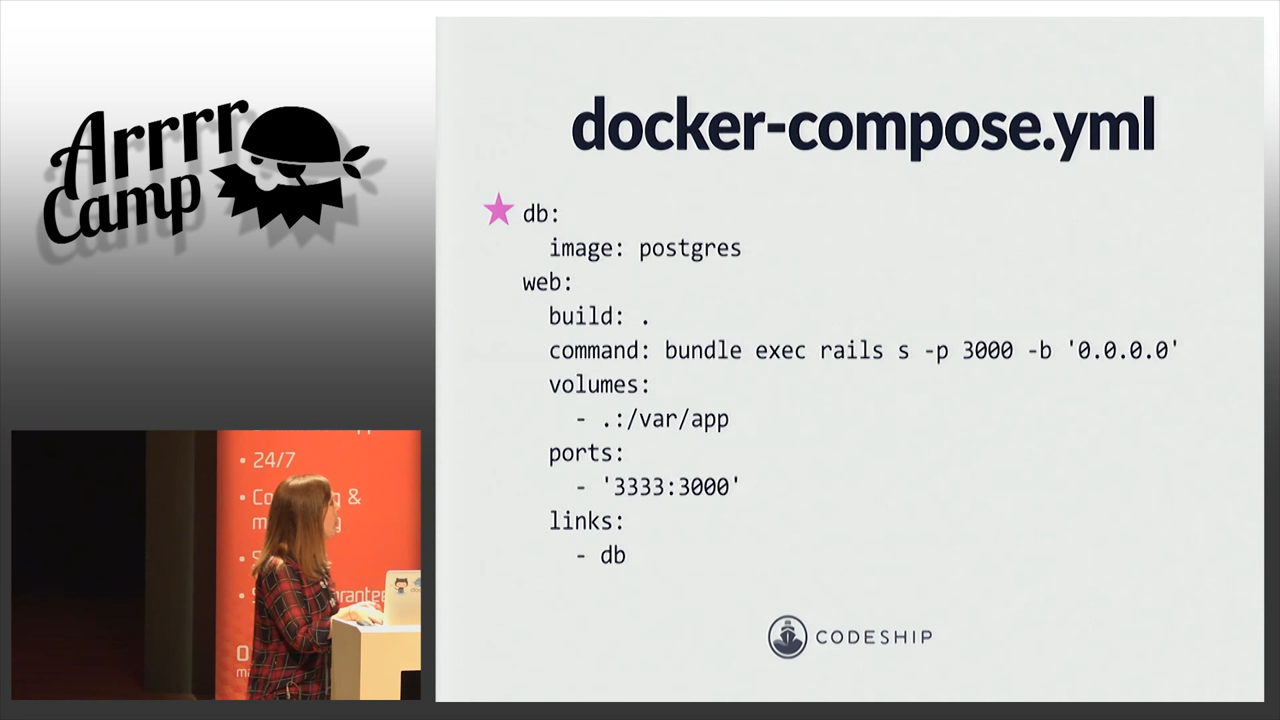 Arrrr
Camp
docker-compose.yml
db:
image: postgres
web:
build: .
command: bundle exec rails s -p 3000 -b '0.0.0.0'
volumes:
- .:/var/app
ports:
- '3333:3000'
links:
- db
CODESHIP
• 24/7